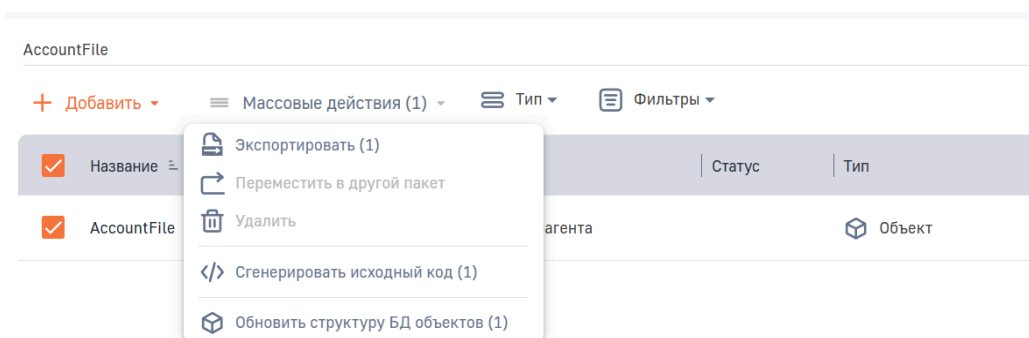 AccountFile
Добавить
Массовые действия (1)
Тип
Фильтры
Экспортировать (1)
Переместить в другой пакет
Удалить
Сгенерировать исходный код (1)
Обновить структуру БД объектов (1)
Название
Статус
Тип
AccountFile
агента
Объект